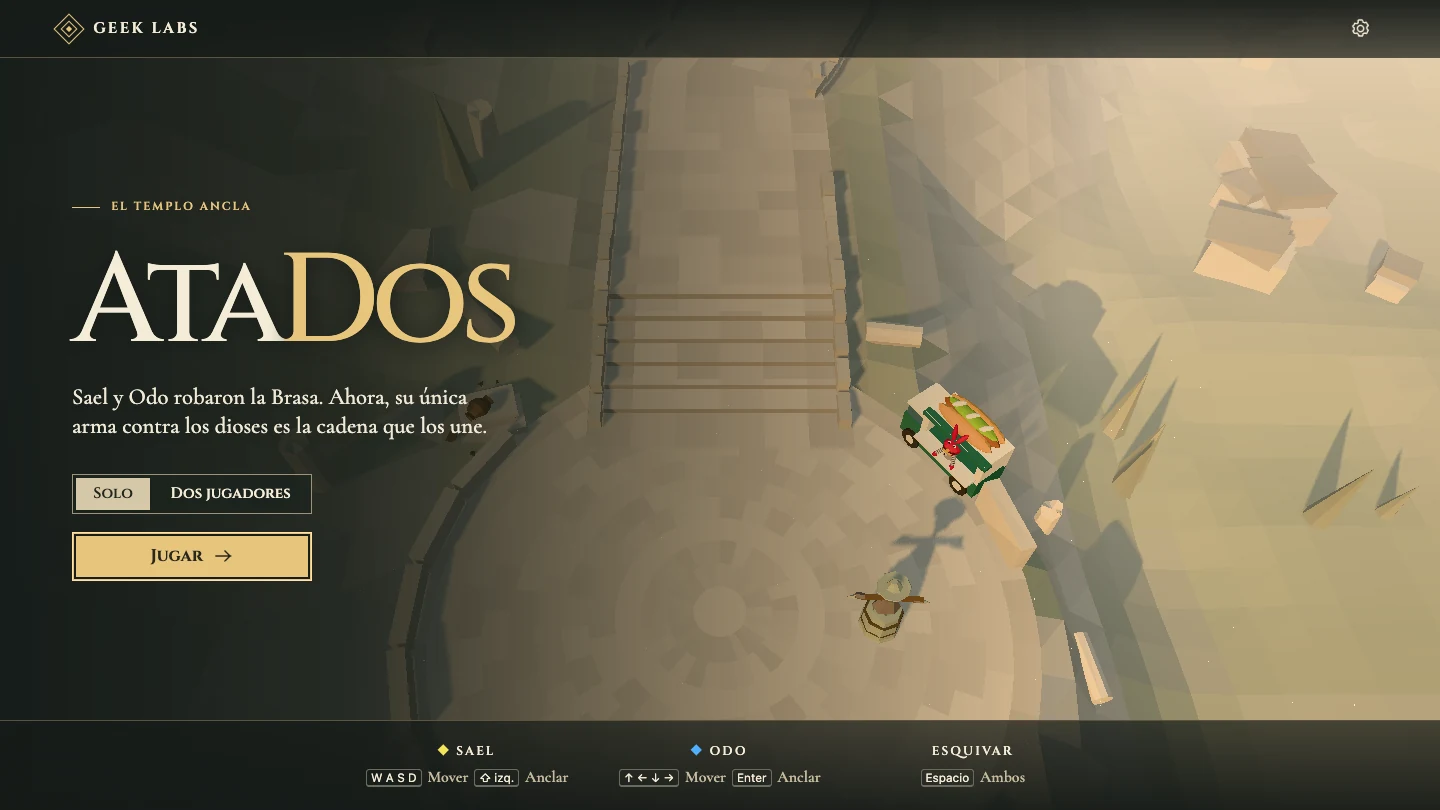 GEEK LABS
EL TEMPLO ANCLA
ATADOS
Sael y Odo robaron la Brasa. Ahora, su única
arma contra los dioses es la cadena que los une.
Solo Dos jugadores
Jugar →
SAEL
W A S D Mover ⇧ izq. Anclar
ODO
↑ ← ↓ → Mover Enter Anclar
ESQUIVAR
Espacio Ambos